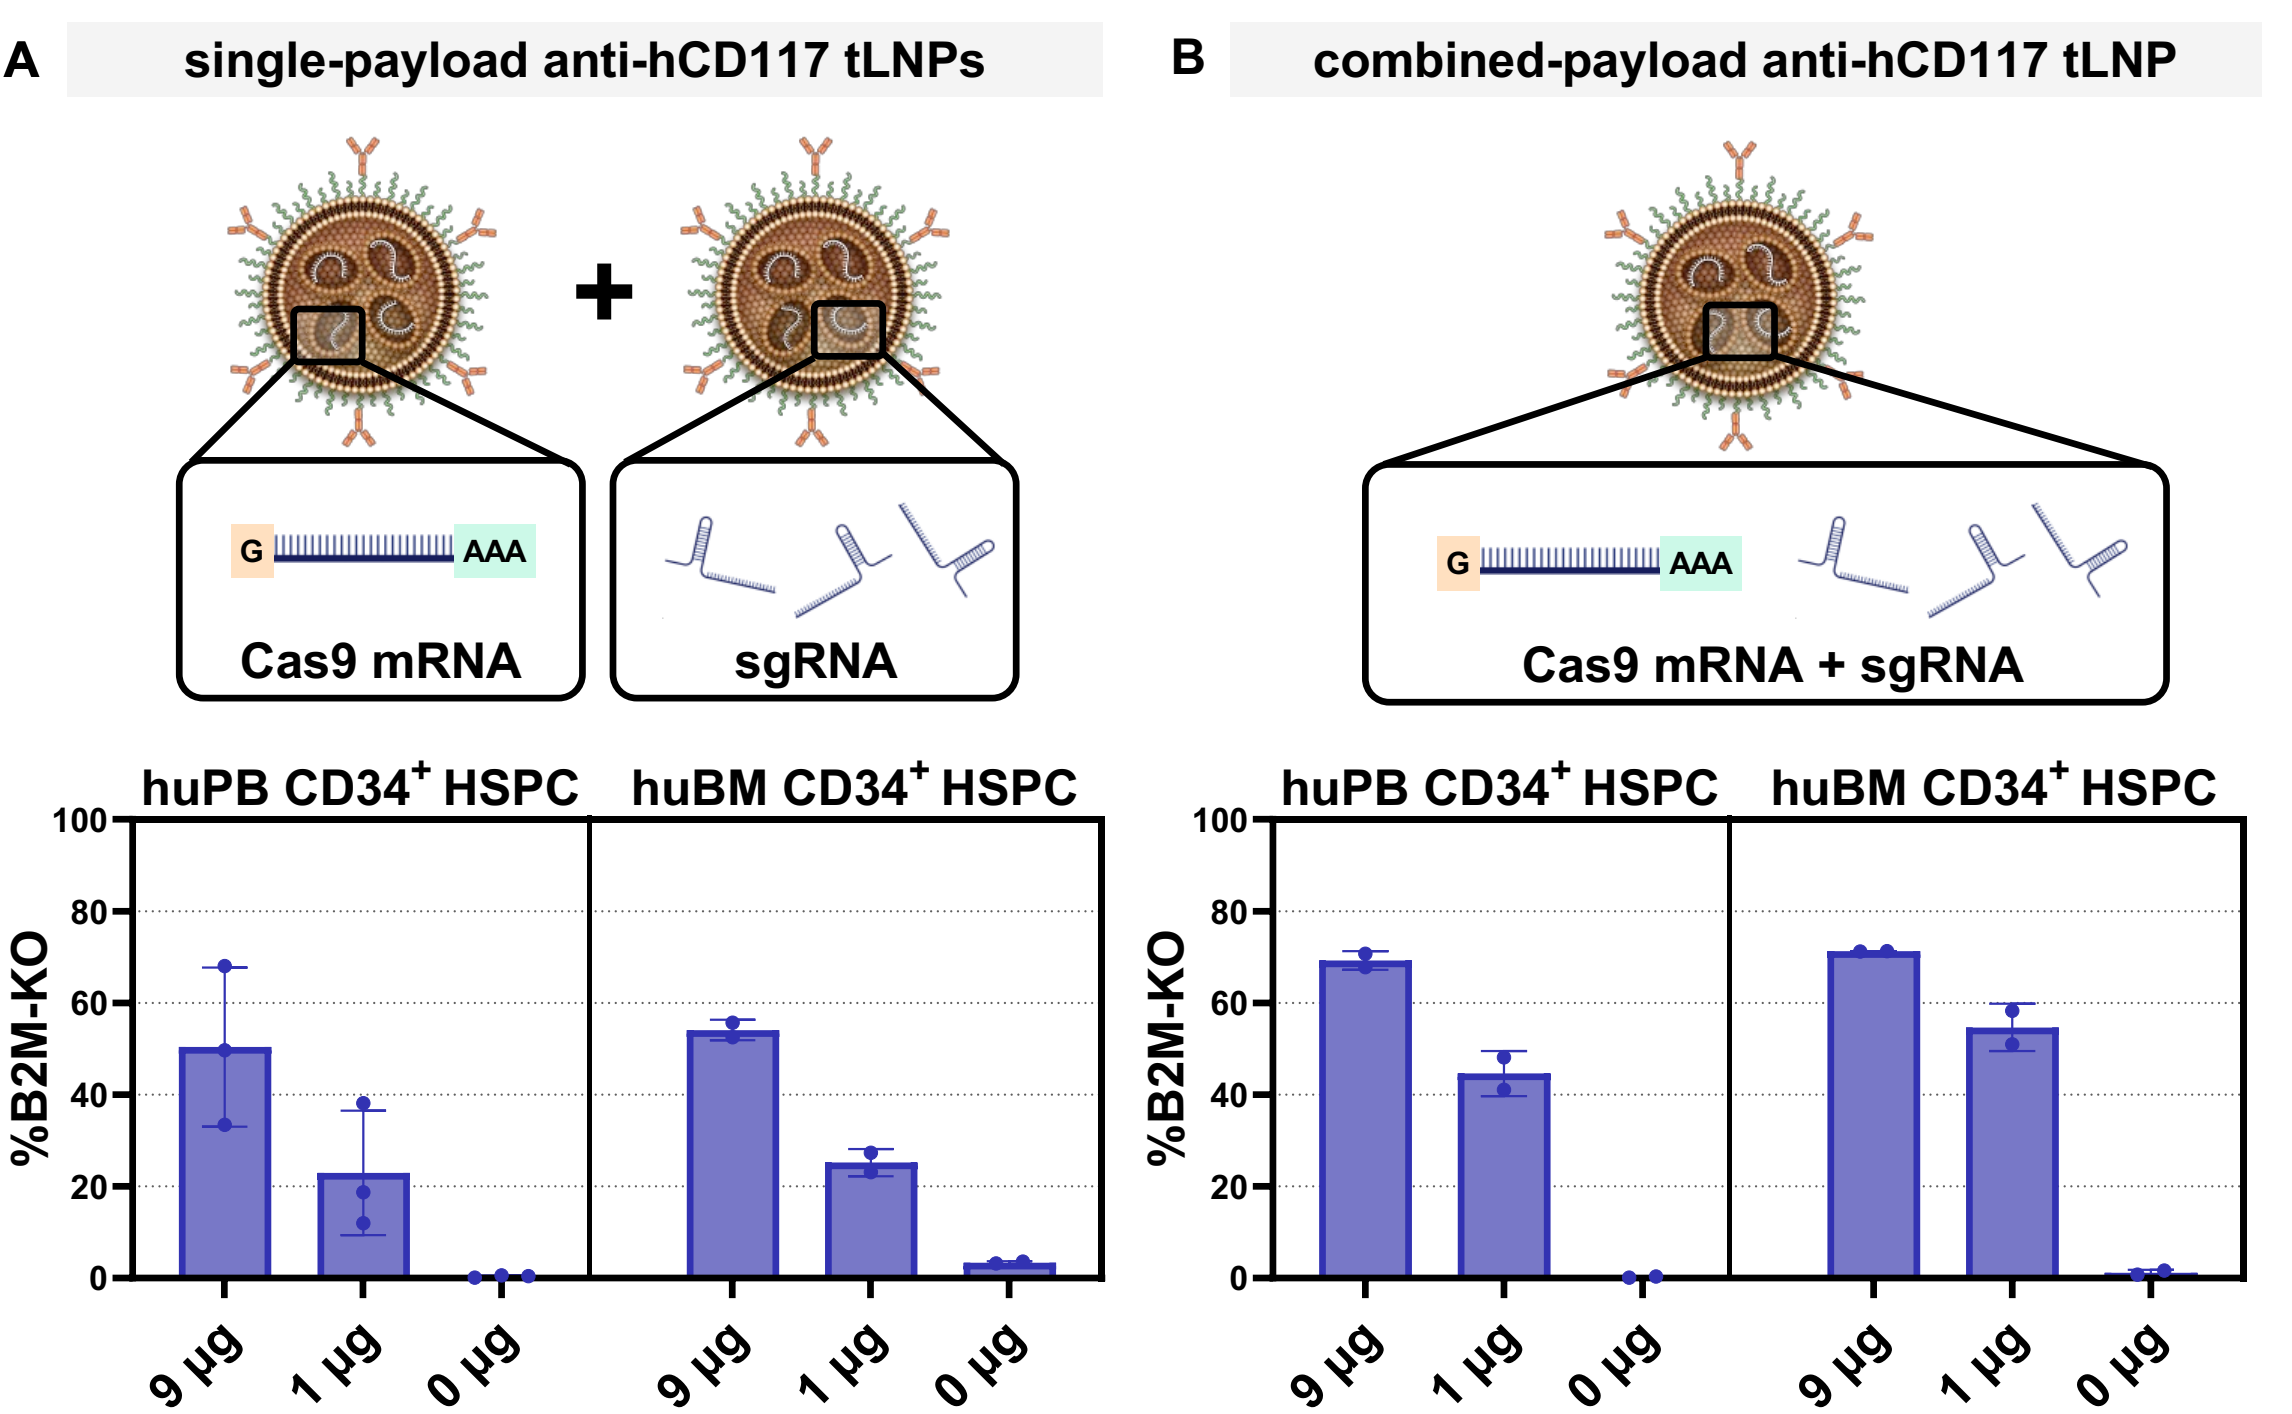 A
single-payload anti-hCD117 tLNPs
G
AAA
Cas9 mRNA
sgRNA
huPB CD34+ HSPC
huBM CD34+ HSPC
%B2M-KO
100
80
60
40
20
0
9 µg
1 µg
0 µg
9 µg
1 µg
0 µg
B
combined-payload anti-hCD117 tLNP
G
AAA
Cas9 mRNA + sgRNA
huPB CD34+ HSPC
huBM CD34+ HSPC
%B2M-KO
100
80
60
40
20
0
9 µg
1 µg
0 µg
9 µg
1 µg
0 µg